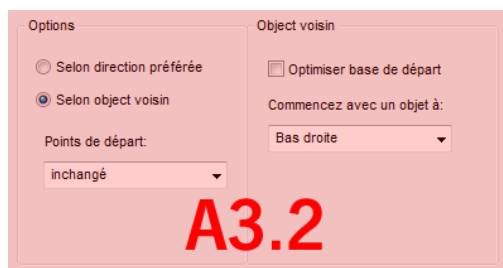 Options
Selon direction préférée
Selon object voisin
Points de départ:
inchangé
Object voisin
Optimiser base de départ
Commencez avec un objet à:
Bas droite
A3.2